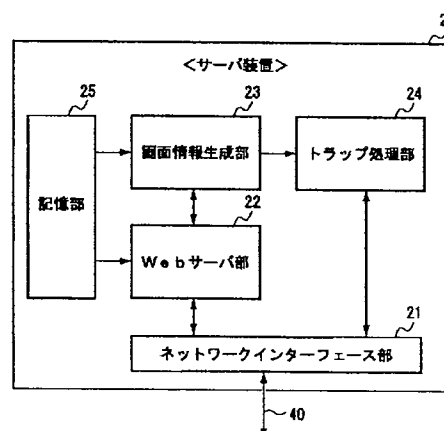 2
<サーバ装置>
25
23
24
記憶部
画面情報生成部
トラップ処理部
22
Webサーバ部
21
ネットワークインターフェース部
40